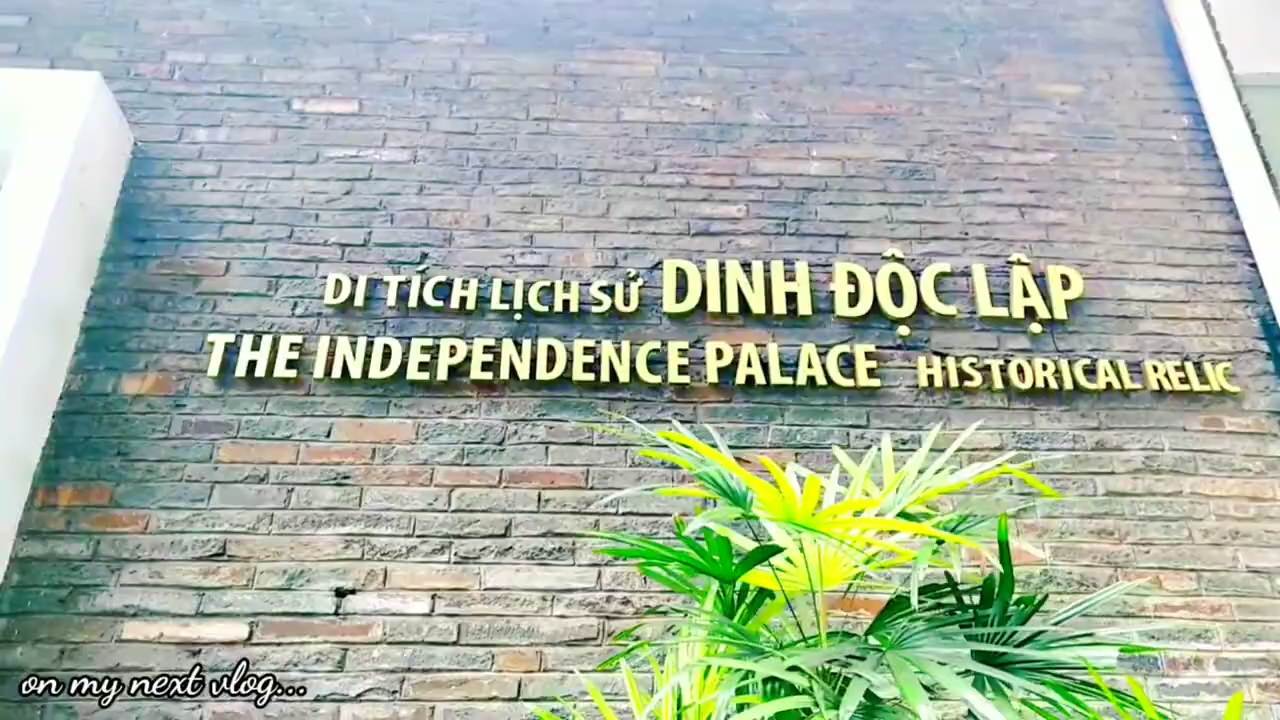 DI TÍCH LỊCH SỬ DINH ĐỘC LẬP
THE INDEPENDENCE PALACE HISTORICAL RELIC
on my next vlog...